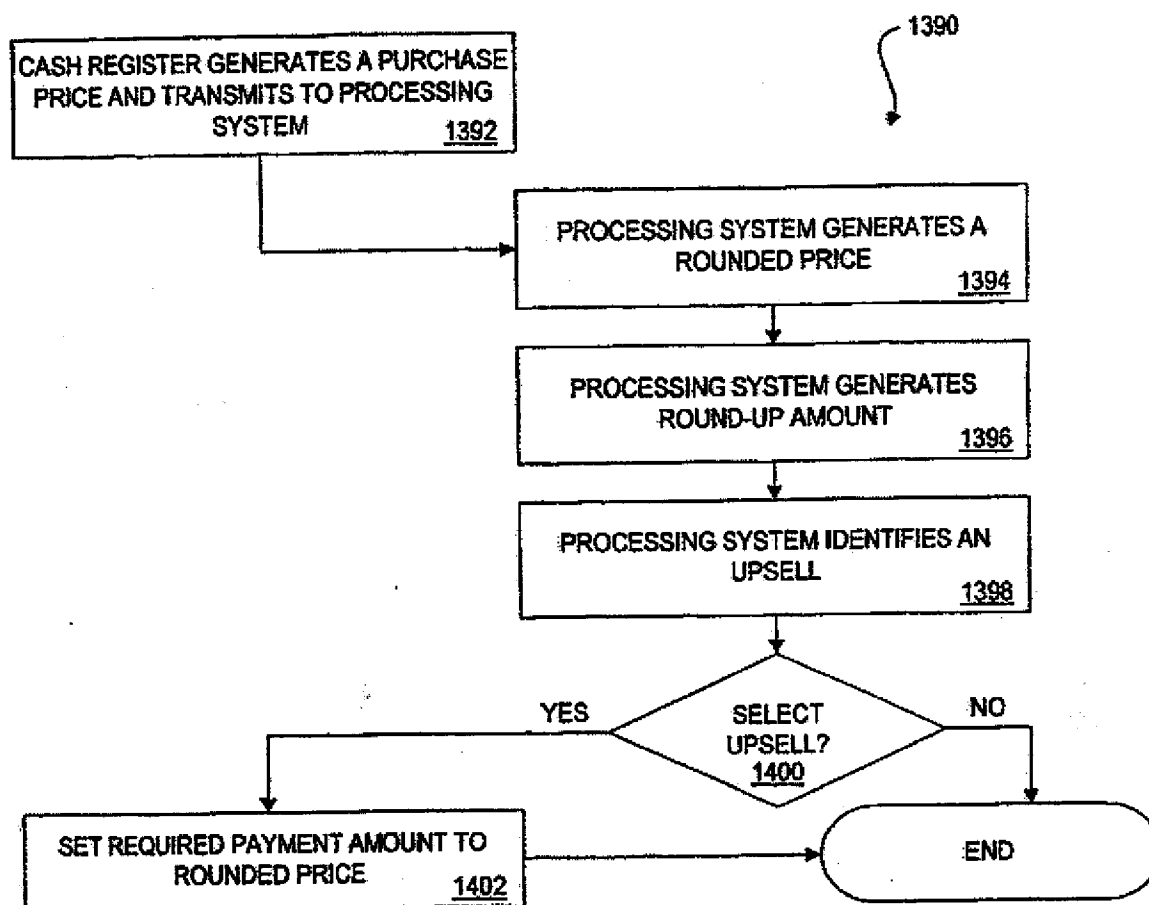 1390
CASH REGISTER GENERATES A PURCHASE
PRICE AND TRANSMITS TO PROCESSING
SYSTEM
1392
PROCESSING SYSTEM GENERATES A
ROUNDED PRICE
1394
PROCESSING SYSTEM GENERATES
ROUND-UP AMOUNT
1396
PROCESSING SYSTEM IDENTIFIES AN
UPSELL
1398
YES
SELECT
UPSELL?
1400
NO
SET REQUIRED PAYMENT AMOUNT TO
ROUNDED PRICE
1402
END